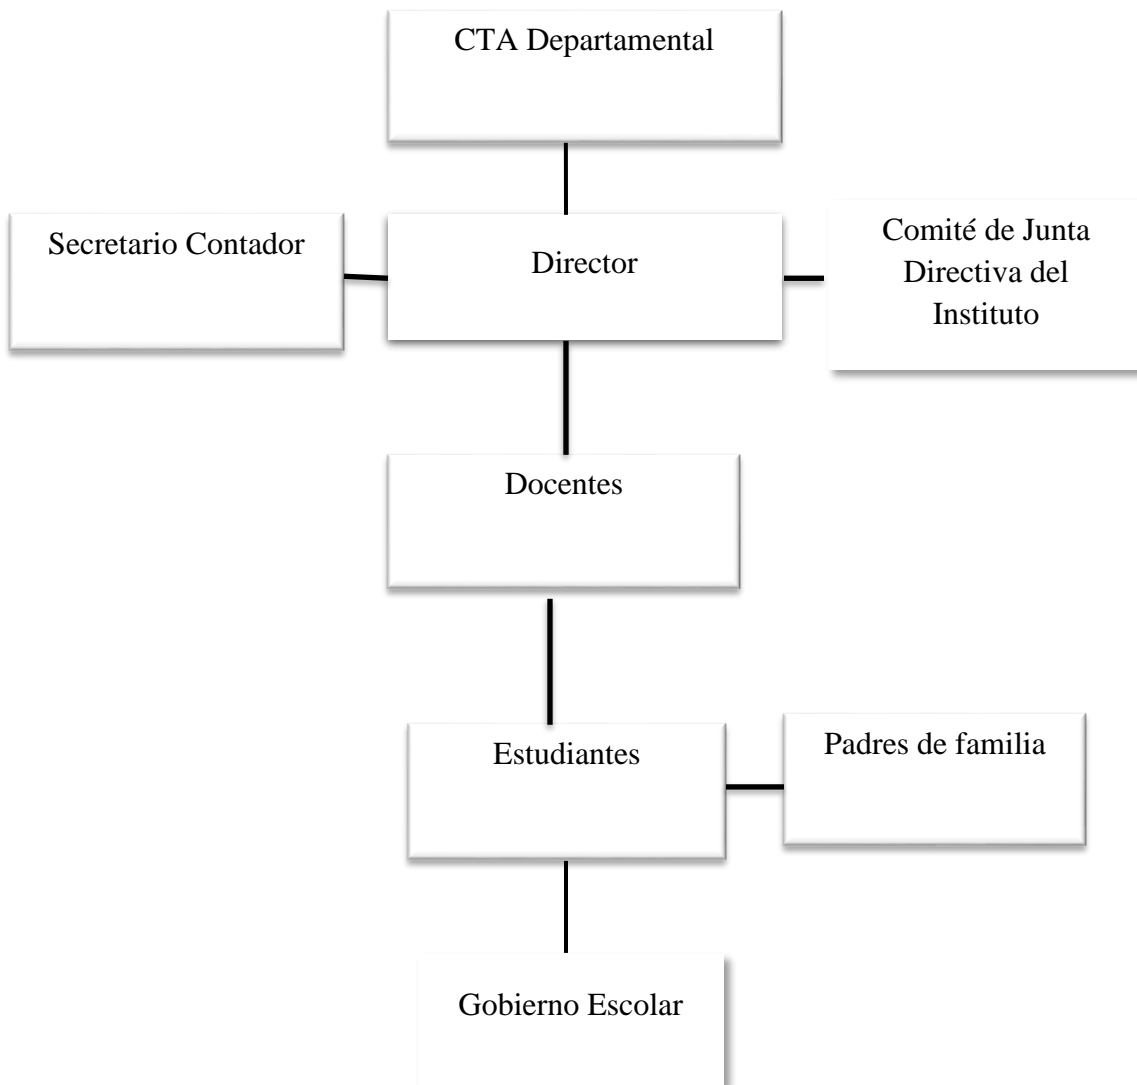 CTA Departamental
Secretario Contador
Director
Comité de Junta
Directiva del
Instituto
Docentes
Estudiantes
Padres de familia
Gobierno Escolar